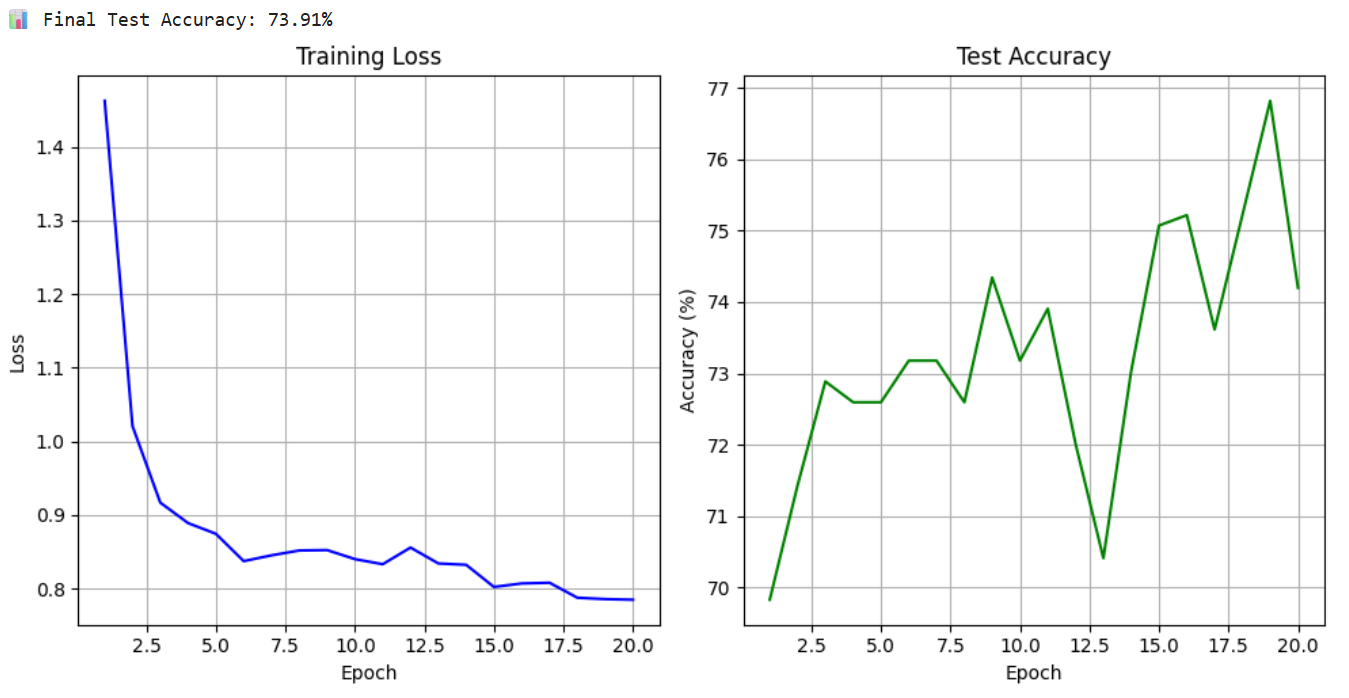 📊 Final Test Accuracy: 73.91%
Training Loss
Test Accuracy
1.4
1.3
1.2
1.1
1.0
0.9
0.8
Loss
2.5 5.0 7.5 10.0 12.5 15.0 17.5 20.0
Epoch
77
76
75
74
73
72
71
70
Accuracy (%)
2.5 5.0 7.5 10.0 12.5 15.0 17.5 20.0
Epoch